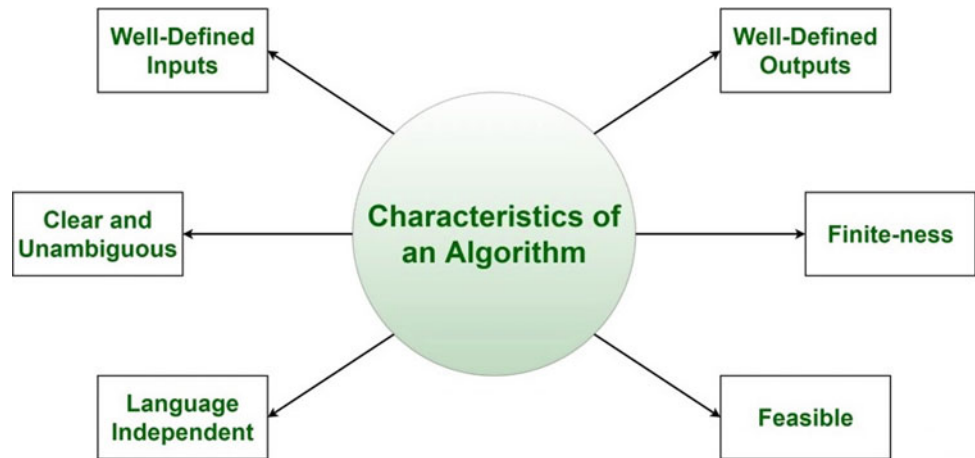 Well-Defined
Inputs
Well-Defined
Outputs
Clear and
Unambiguous
Characteristics of
an Algorithm
Finite-ness
Language
Independent
Feasible